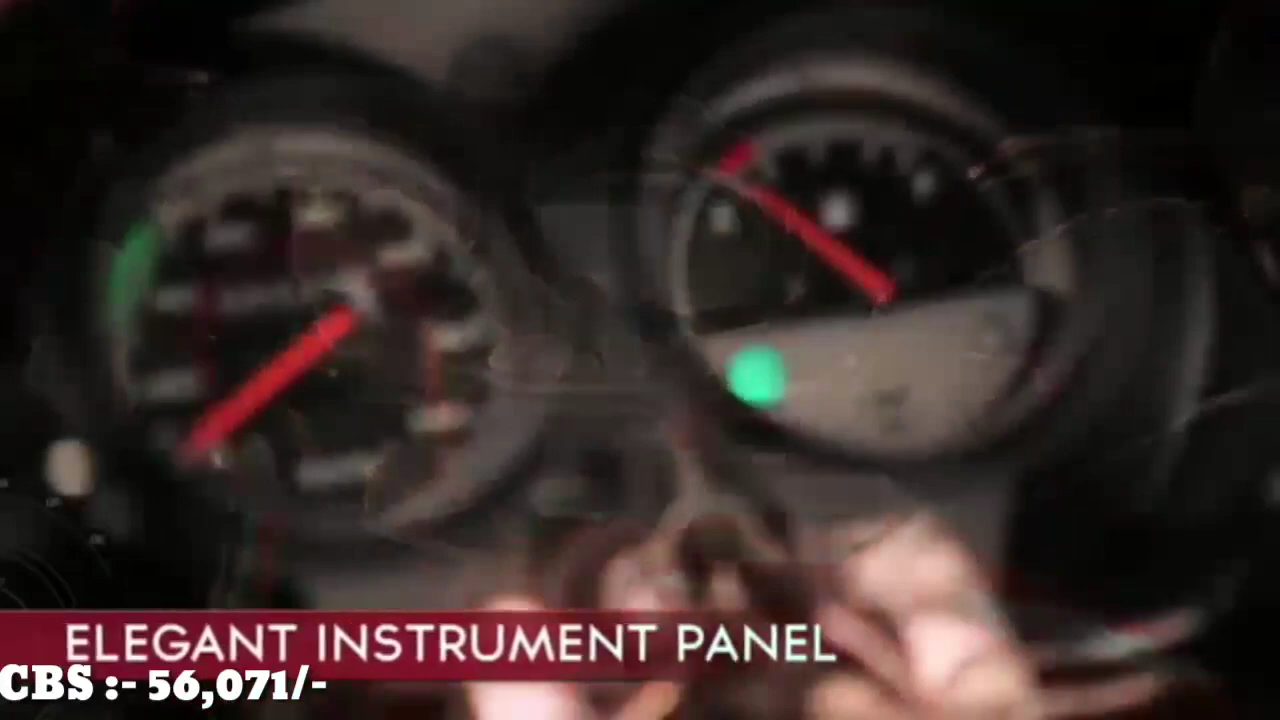 ELEGANT INSTRUMENT PANEL
CBS :- 56,071/-